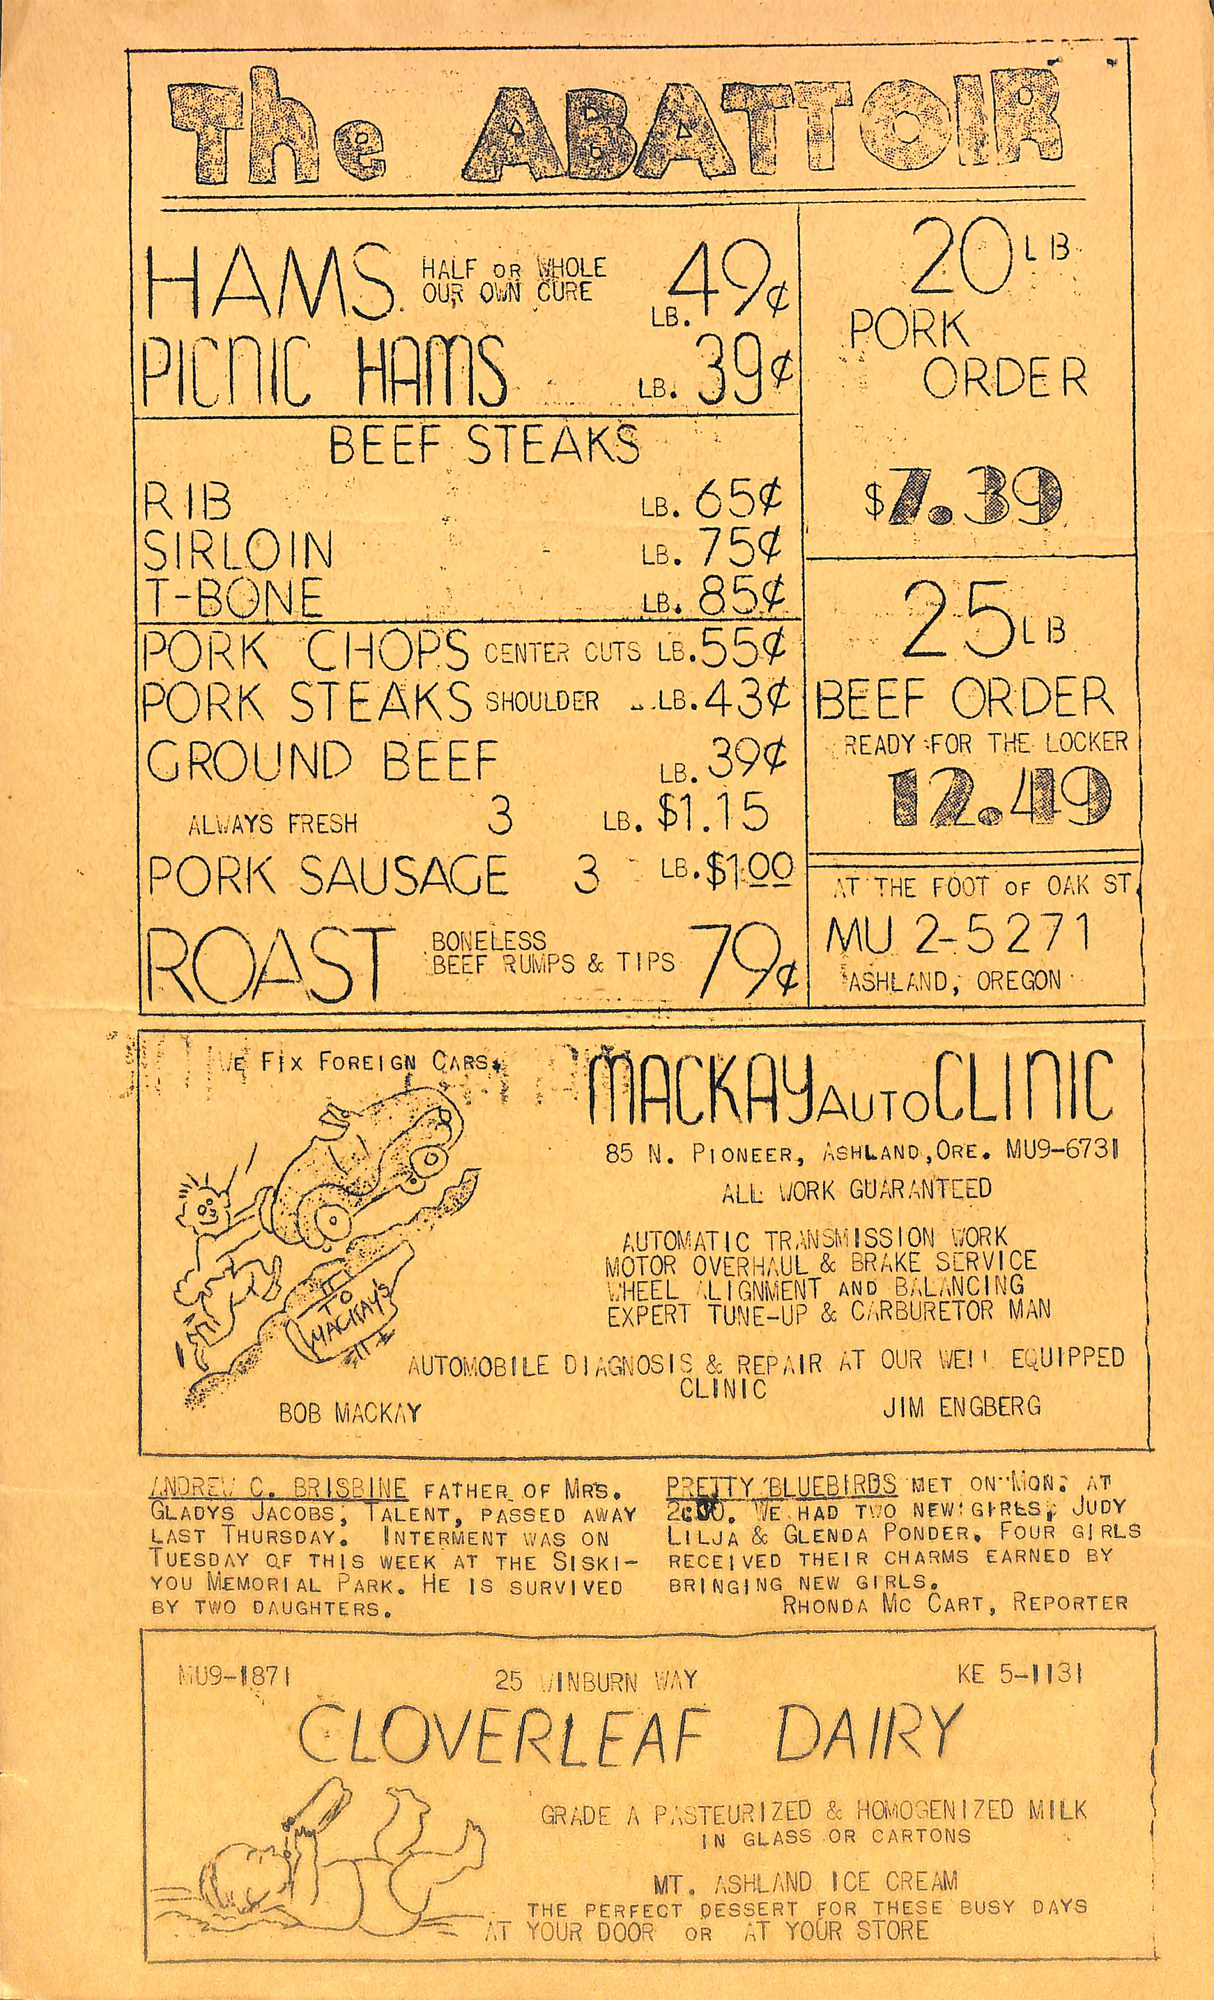 The ABATTOIR
HAMS HALF OR WHOLE OUR OWN CURE LB. 49¢
PICNIC HAMS LB. 39¢
BEEF STEAKS
RIB LB. 65¢
SIRLOIN LB. 75¢
T-BONE LB. 85¢
PORK CHOPS CENTER CUTS LB. 55¢
PORK STEAKS SHOULDER LB. 43¢
GROUND BEEF LB. 39¢
ALWAYS FRESH 3 LB. $1.15
PORK SAUSAGE 3 LB. $1.00
ROAST BONELESS BEEF RUMPS & TIPS 79¢
20 LB
PORK
ORDER
$7.39
25 LB
BEEF ORDER
READY FOR THE LOCKER
12.49
AT THE FOOT OF OAK ST.
MU 2-5271
ASHLAND, OREGON
WE FIX FOREIGN CARS.
TO
MACKAY'S
BOB MACKAY
MACKAY AUTO CLINIC
85 N. PIONEER, ASHLAND, ORE. MU9-6731
ALL WORK GUARANTEED
AUTOMATIC TRANSMISSION WORK
MOTOR OVERHAUL & BRAKE SERVICE
WHEEL ALIGNMENT AND BALANCING
EXPERT TUNE-UP & CARBURETOR MAN
AUTOMOBILE DIAGNOSIS & REPAIR AT OUR WELL EQUIPPED
CLINIC
JIM ENGBERG
ANDREW C. BRISBINE FATHER OF MRS.
GLADYS JACOBS, TALENT, PASSED AWAY
LAST THURSDAY. INTERMENT WAS ON
TUESDAY OF THIS WEEK AT THE SISKI-
YOU MEMORIAL PARK. HE IS SURVIVED
BY TWO DAUGHTERS.
PRETTY BLUEBIRDS MET ON MON. AT
2:00. WE HAD TWO NEW GIRLS, JUDY
LILJA & GLENDA PONDER. FOUR GIRLS
RECEIVED THEIR CHARMS EARNED BY
BRINGING NEW GIRLS.
RHONDA MC CART, REPORTER
MU9-1871 25 WINBURN WAY KE 5-1131
CLOVERLEAF DAIRY
GRADE A PASTEURIZED & HOMOGENIZED MILK
IN GLASS OR CARTONS
MT. ASHLAND ICE CREAM
THE PERFECT DESSERT FOR THESE BUSY DAYS
AT YOUR DOOR OR AT YOUR STORE